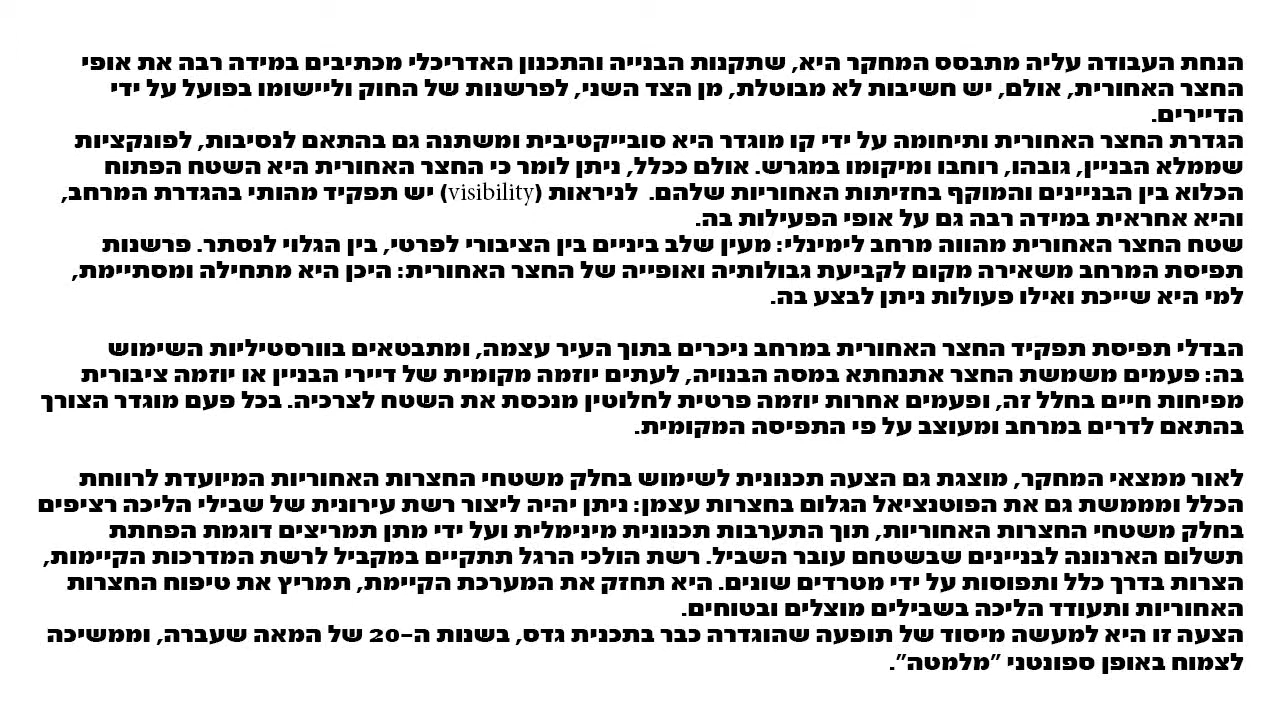 הנחת העבודה עליה מתבסס המחקר היא, שתקנות הבנייה והתכנון האדריכלי מכתיבים במידה רבה את אופי
החצר האחורית, אולם, יש חשיבות לא מבוטלת, מן הצד השני, לפרשנות של החוק וליישומו בפועל על ידי
הדיירים.
הגדרת החצר האחורית ותיחומה על ידי קו מוגדר היא סובייקטיבית ומשתנה גם בהתאם לנסיבות, לפונקציות
שממלא הבניין, גובהו, רוחבו ומיקומו במגרש. אולם ככלל, ניתן לומר כי החצר האחורית היא השטח הפתוח
הכלוא בין הבניינים והמוקף בחזיתות האחוריות שלהם.  לניראות (visibility) יש תפקיד מהותי בהגדרת המרחב,
והיא אחראית במידה רבה גם על אופי הפעילות בה.
שטח החצר האחורית מהווה מרחב לימינלי: מעין שלב ביניים בין הציבורי לפרטי, בין הגלוי לנסתר. פרשנות
תפיסת המרחב משאירה מקום לקביעת גבולותיה ואופייה של החצר האחורית: היכן היא מתחילה ומסתיימת,
למי היא שייכת ואילו פעולות ניתן לבצע בה.

הבדלי תפיסת תפקיד החצר האחורית במרחב ניכרים בתוך העיר עצמה, ומתבטאים בוורסטיליות השימוש
בה: פעמים משמשת החצר אתנחתא במסה הבנויה, לעתים יוזמה מקומית של דיירי הבניין או יוזמה ציבורית
מפיחות חיים בחלל זה, ופעמים אחרות יוזמה פרטית לחלוטין מנכסת את השטח לצרכיה. בכל פעם מוגדר הצורך
בהתאם לדרים במרחב ומעוצב על פי התפיסה המקומית.

לאור ממצאי המחקר, מוצגת גם הצעה תכנונית לשימוש בחלק משטחי החצרות האחוריות המיועדת לרווחת
הכלל ומממשת גם את הפוטנציאל הגלום בחצרות עצמן: ניתן יהיה ליצור רשת עירונית של שבילי הליכה רציפים
בחלק משטחי החצרות האחוריות, תוך התערבות תכנונית מינימלית ועל ידי מתן תמריצים דוגמת הפחתת
תשלום הארנונה לבניינים שבשטחם עובר השביל. רשת הולכי הרגל תתקיים במקביל לרשת המדרכות הקיימות,
הצרות בדרך כלל ותפוסות על ידי מטרדים שונים. היא תחזק את המערכת הקיימת, תמריץ את טיפוח החצרות
האחוריות ותעודד הליכה בשבילים מוצלים ובטוחים.
הצעה זו היא למעשה מיסוד של תופעה שהוגדרה כבר בתכנית גדס, בשנות ה-20 של המאה שעברה, וממשיכה
לצמוח באופן ספונטני "מלמטה".